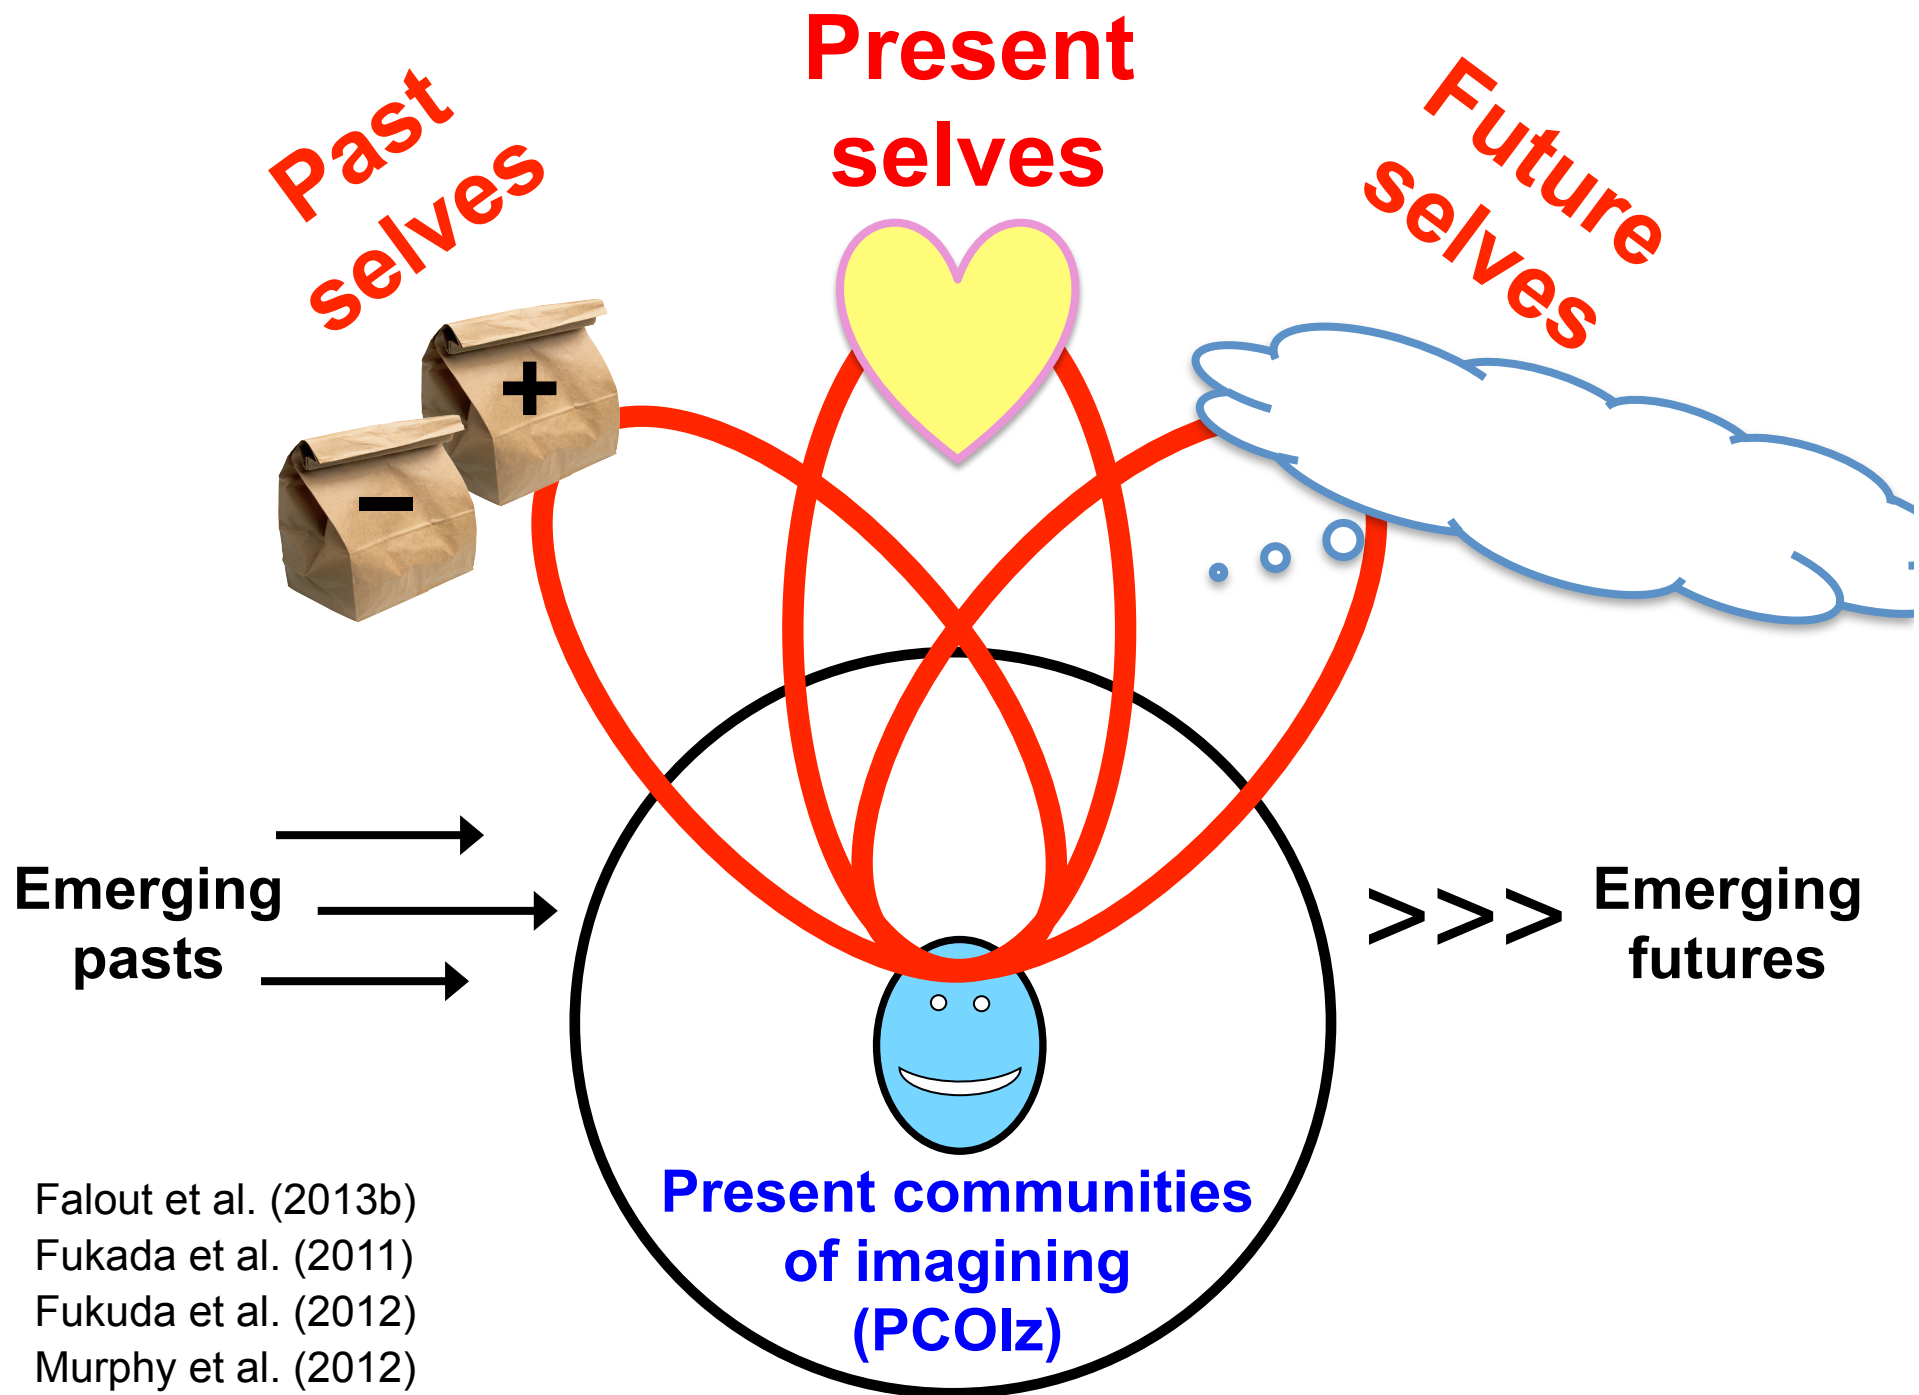 Present
selves
Past
selves
Future
selves
+
−
Emerging
pasts
>>>
Emerging
futures
Present communities
of imagining
(PCOIz)
Falout et al. (2013b)
Fukada et al. (2011)
Fukuda et al. (2012)
Murphy et al. (2012)